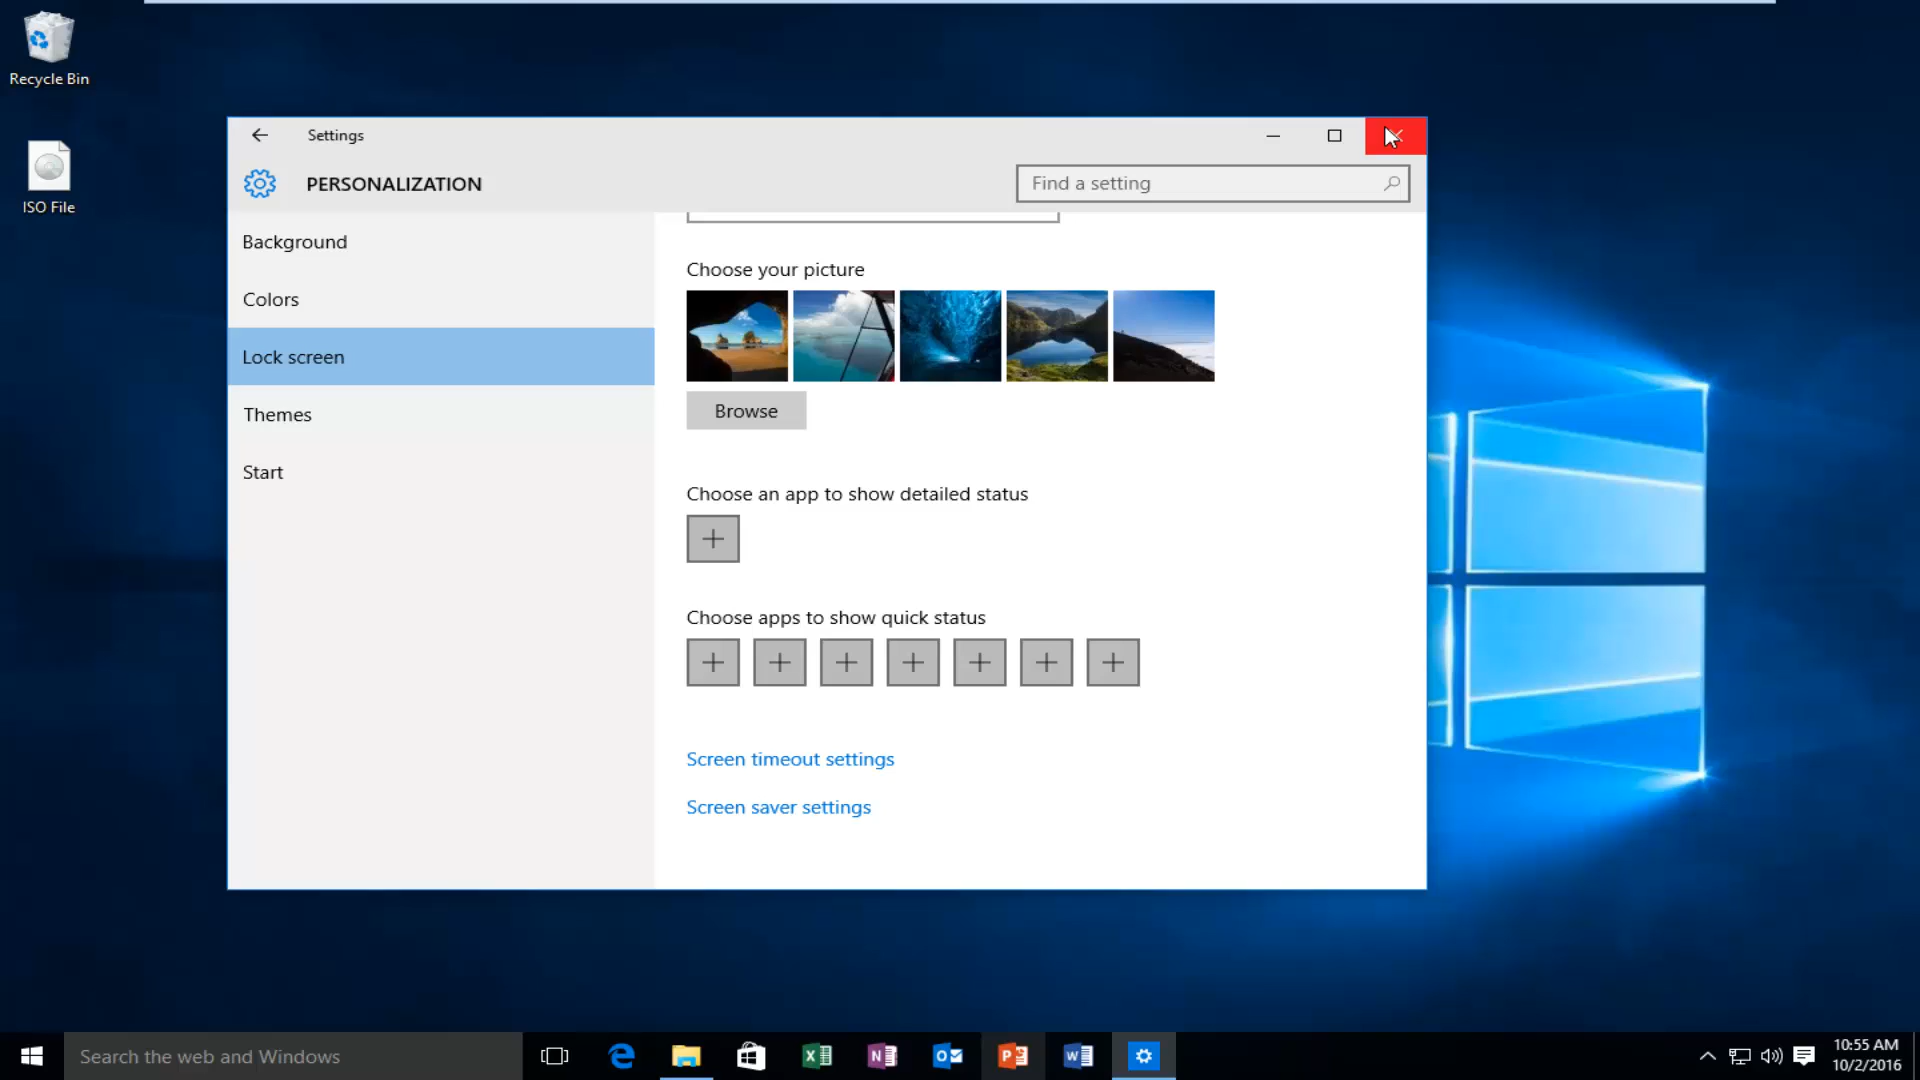 Recycle Bin
ISO File
Settings
PERSONALIZATION
Find a setting
Background
Colors
Lock screen
Themes
Start
Choose your picture
Browse
Choose an app to show detailed status
Choose apps to show quick status
Screen timeout settings
Screen saver settings
Search the web and Windows
10:55 AM
10/2/2016